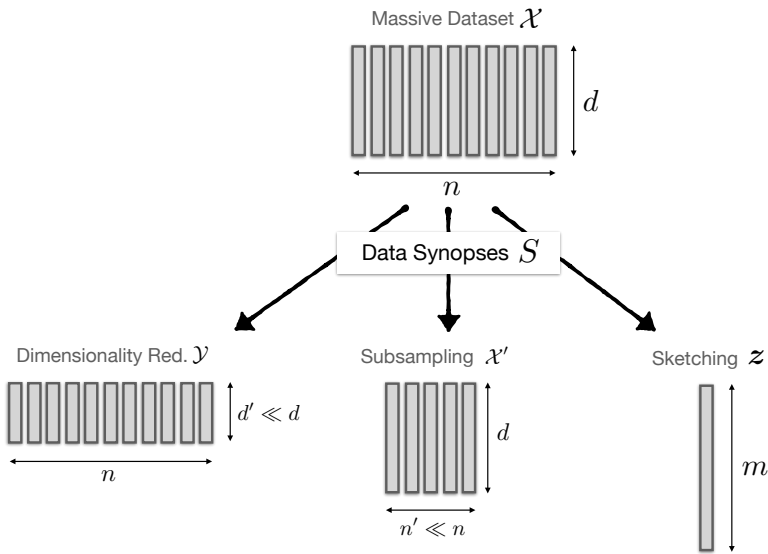 Massive Dataset 𝒳
d
n
Data Synopses S
Dimensionality Red. 𝒴
d′ ≪ d
n
Subsampling 𝒳′
d
n′ ≪ n
Sketching z
m